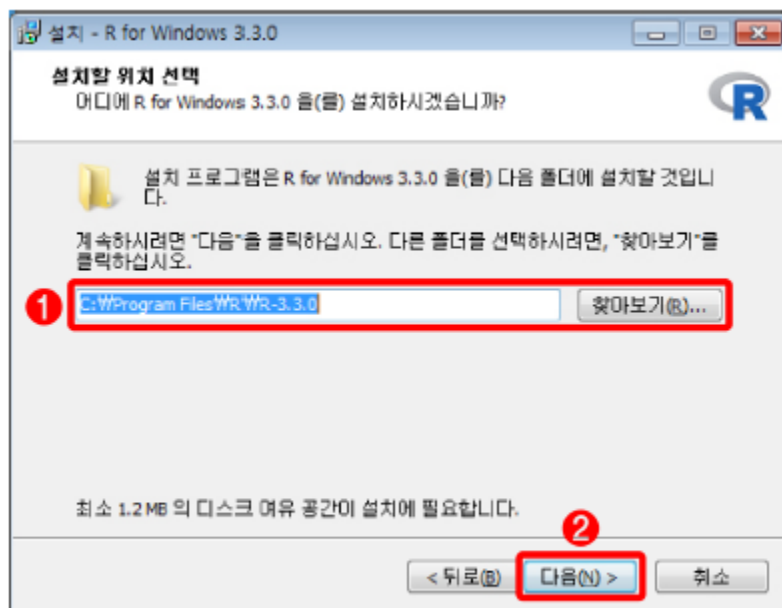 설치 - R for Windows 3.3.0
설치할 위치 선택
어디에 R for Windows 3.3.0 을(를) 설치하시겠습니까?
R
설치 프로그램은 R for Windows 3.3.0 을(를) 다음 폴더에 설치할 것입니
다.
계속하시려면 "다음"을 클릭하십시오. 다른 폴더를 선택하시려면, "찾아보기"를
클릭하십시오.
1
C:₩Program Files₩R₩R-3.3.0
찾아보기(R)...
최소 1.2 MB 의 디스크 여유 공간이 설치에 필요합니다.
2
< 뒤로(B) 다음(N) > 취소